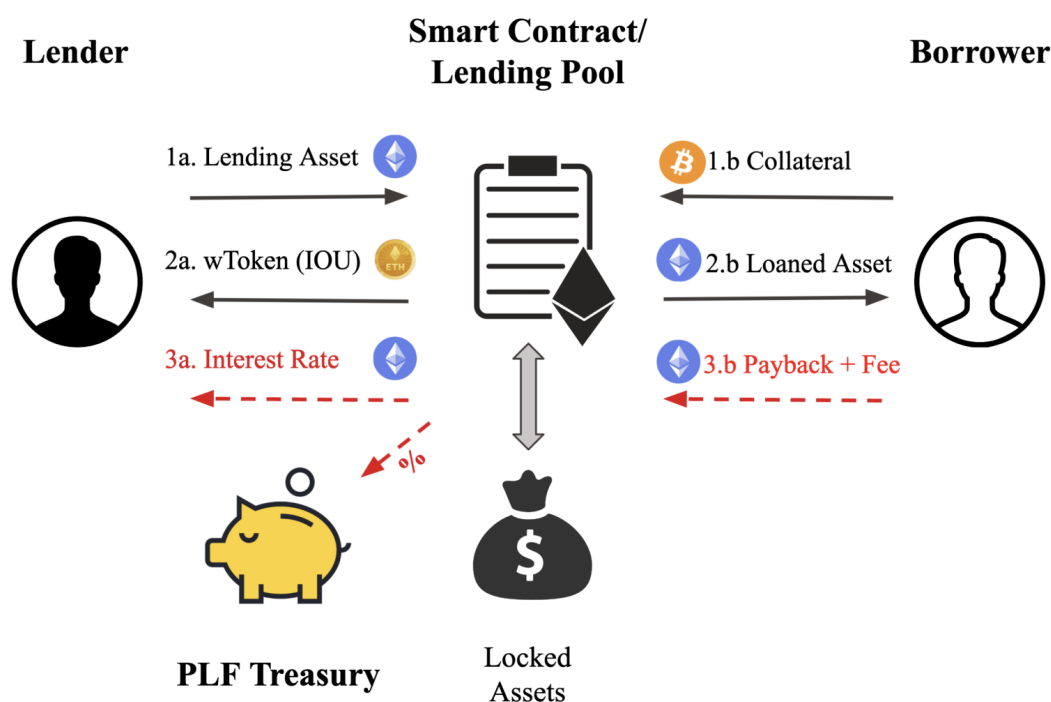 Lender
Smart Contract/
Lending Pool
Borrower
1a. Lending Asset
1.b Collateral
2a. wToken (IOU)
ETH
2.b Loaned Asset
3a. Interest Rate
3.b Payback + Fee
%
$
PLF Treasury
Locked
Assets